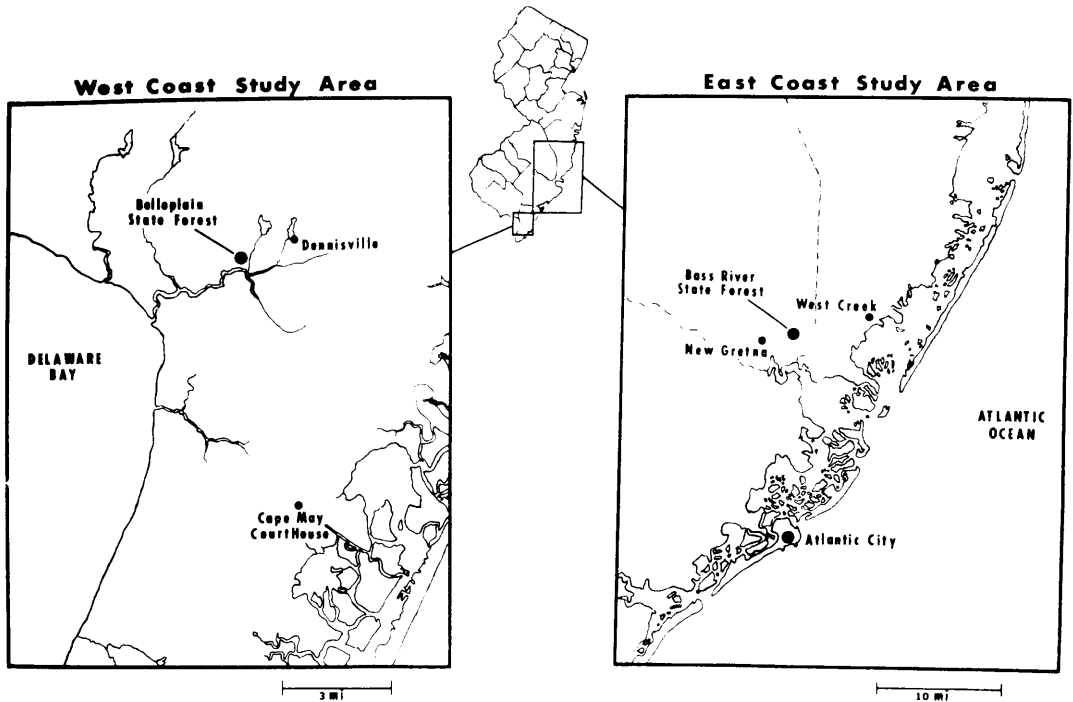 West Coast Study Area
Belleplain
State Forest
Dennisville
DELAWARE
BAY
Cape May
CourtHouse
3 mi
East Coast Study Area
Bass River
State Forest
West Creek
New Gretna
ATLANTIC
OCEAN
Atlantic City
10 mi